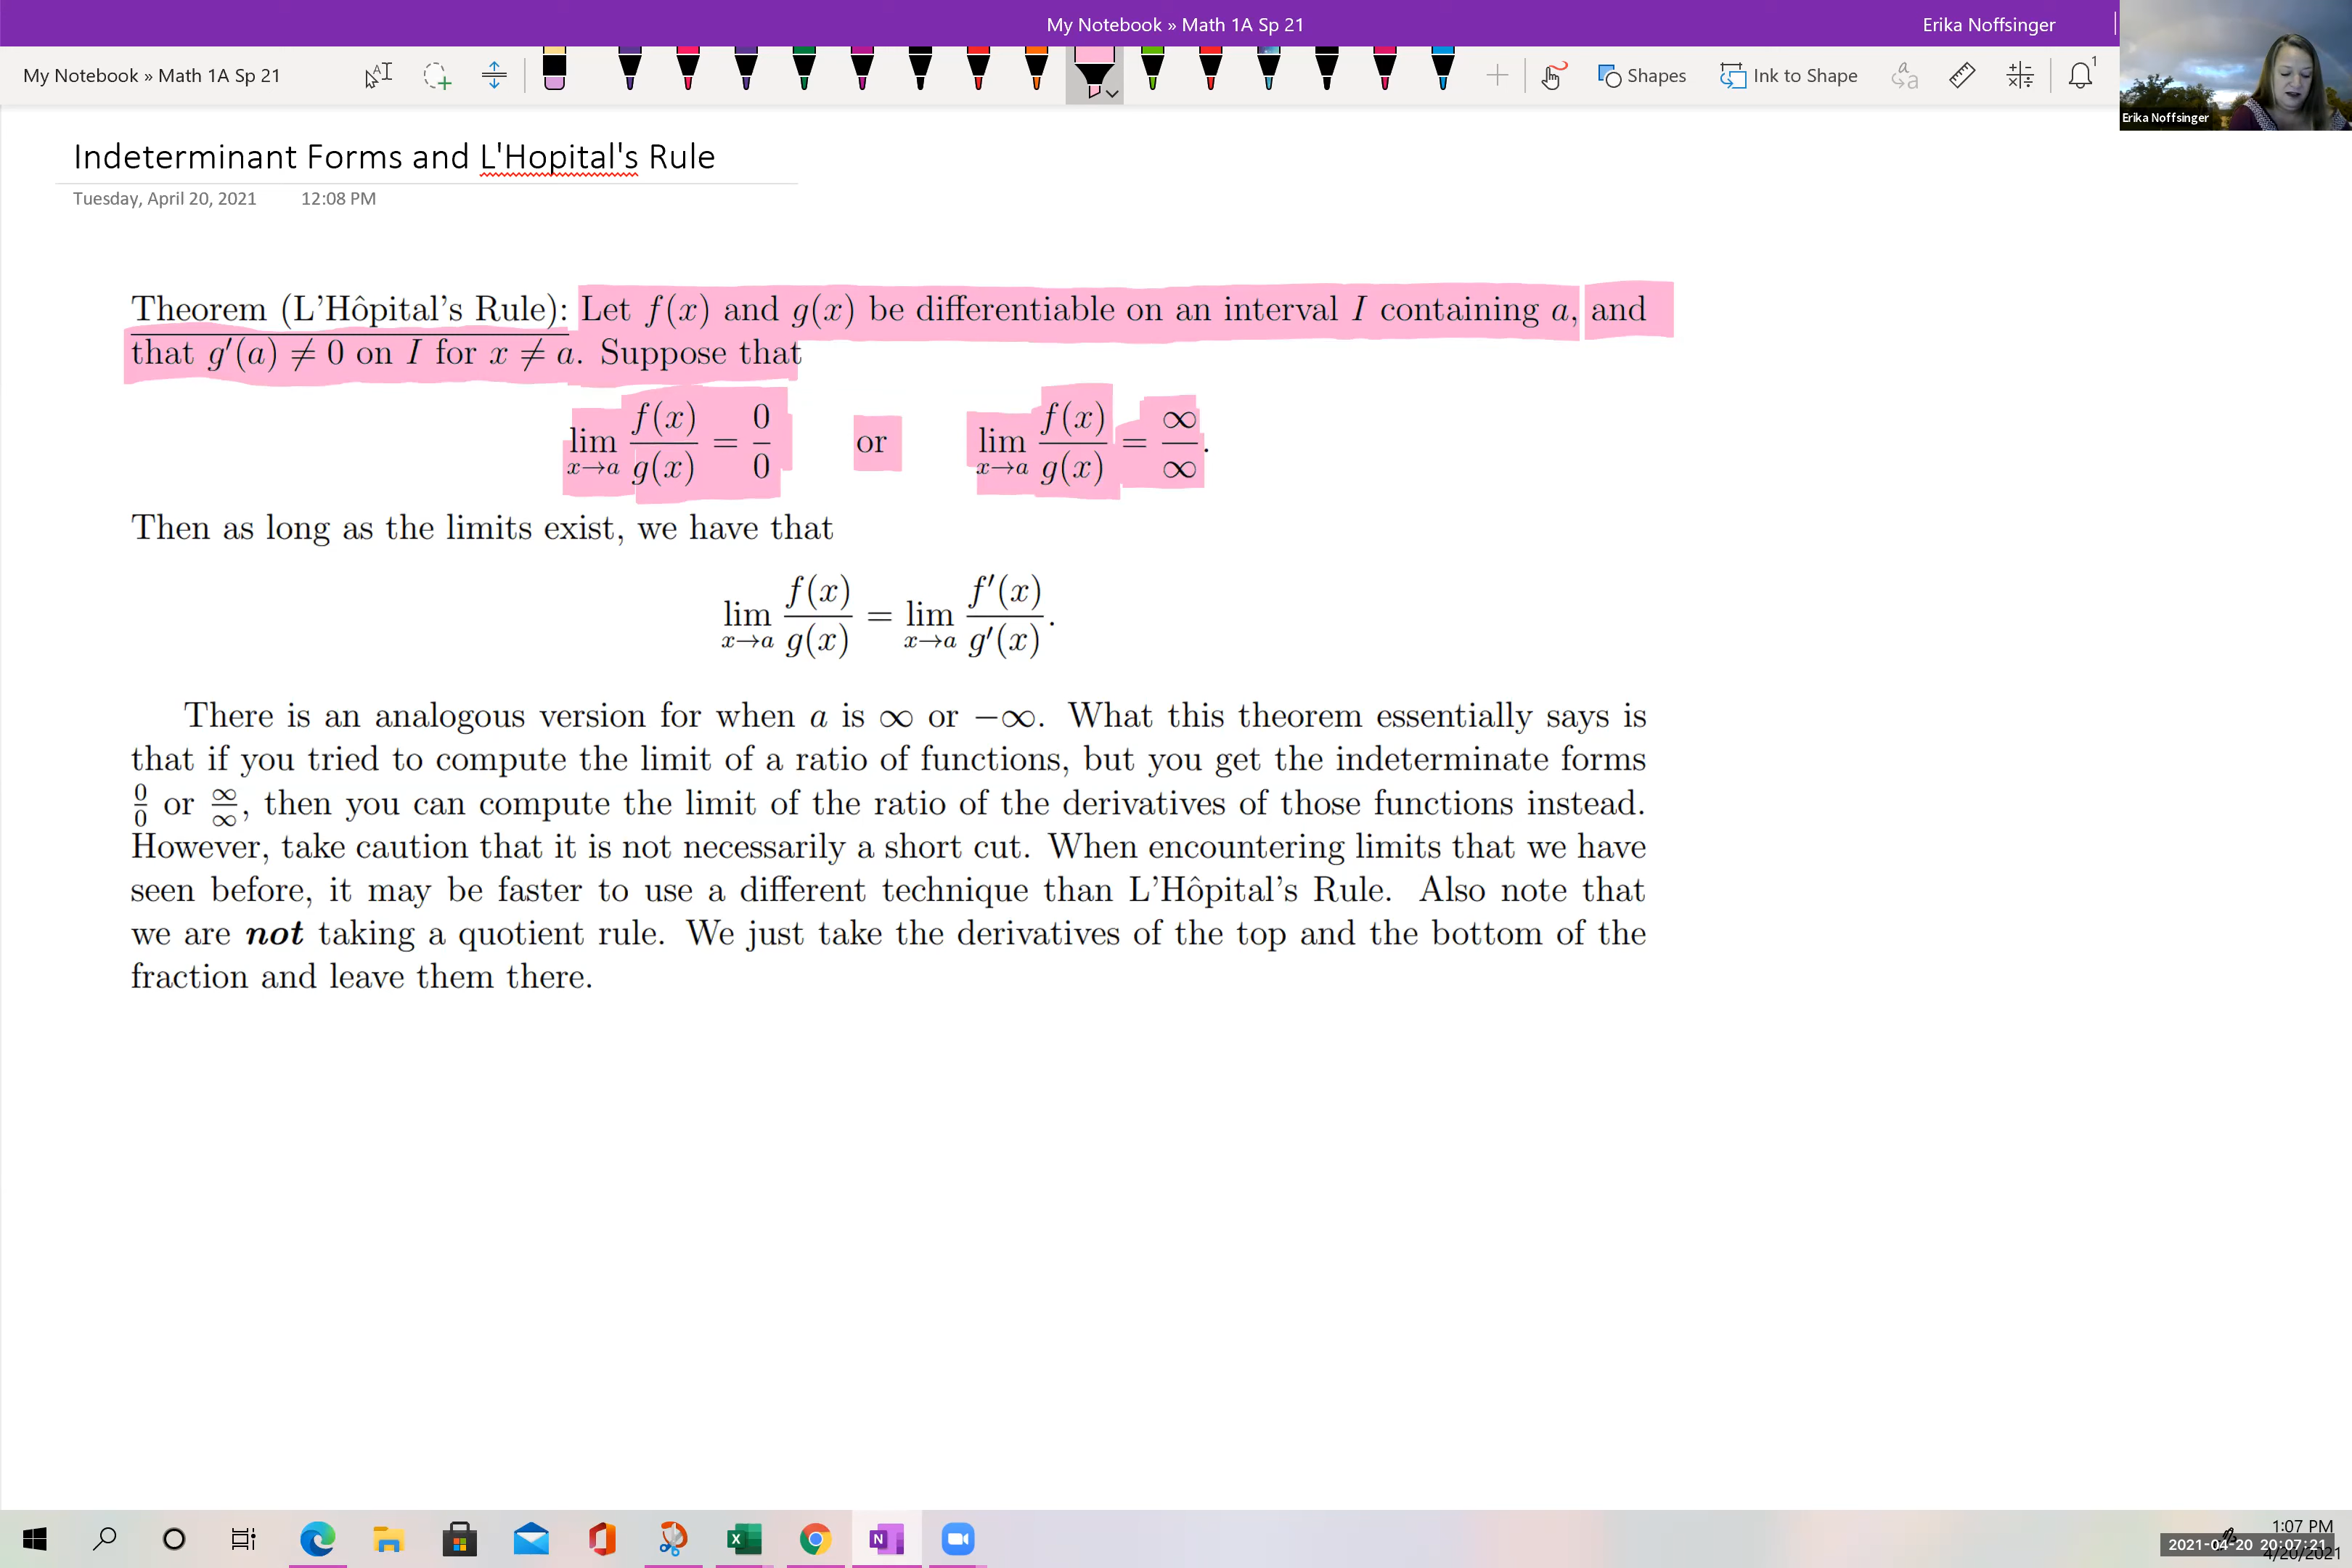 My Notebook » Math 1A Sp 21
Erika Noffsinger
My Notebook » Math 1A Sp 21
Shapes
Ink to Shape
1
Erika Noffsinger
Indeterminant Forms and L'Hopital's Rule
Tuesday, April 20, 2021 12:08 PM
Theorem (L'Hôpital's Rule): Let f(x) and g(x) be differentiable on an interval I containing a, and
that g′(a) ≠ 0 on I for x ≠ a. Suppose that
lim x→a f(x)/g(x) = 0/0 or lim x→a f(x)/g(x) = ∞/∞.
Then as long as the limits exist, we have that
lim x→a f(x)/g(x) = lim x→a f′(x)/g′(x).
There is an analogous version for when a is ∞ or −∞. What this theorem essentially says is
that if you tried to compute the limit of a ratio of functions, but you get the indeterminate forms
0/0 or ∞/∞, then you can compute the limit of the ratio of the derivatives of those functions instead.
However, take caution that it is not necessarily a short cut. When encountering limits that we have
seen before, it may be faster to use a different technique than L'Hôpital's Rule. Also note that
we are not taking a quotient rule. We just take the derivatives of the top and the bottom of the
fraction and leave them there.
1:07 PM
2021-04-20 20:07:21
4/20/2021